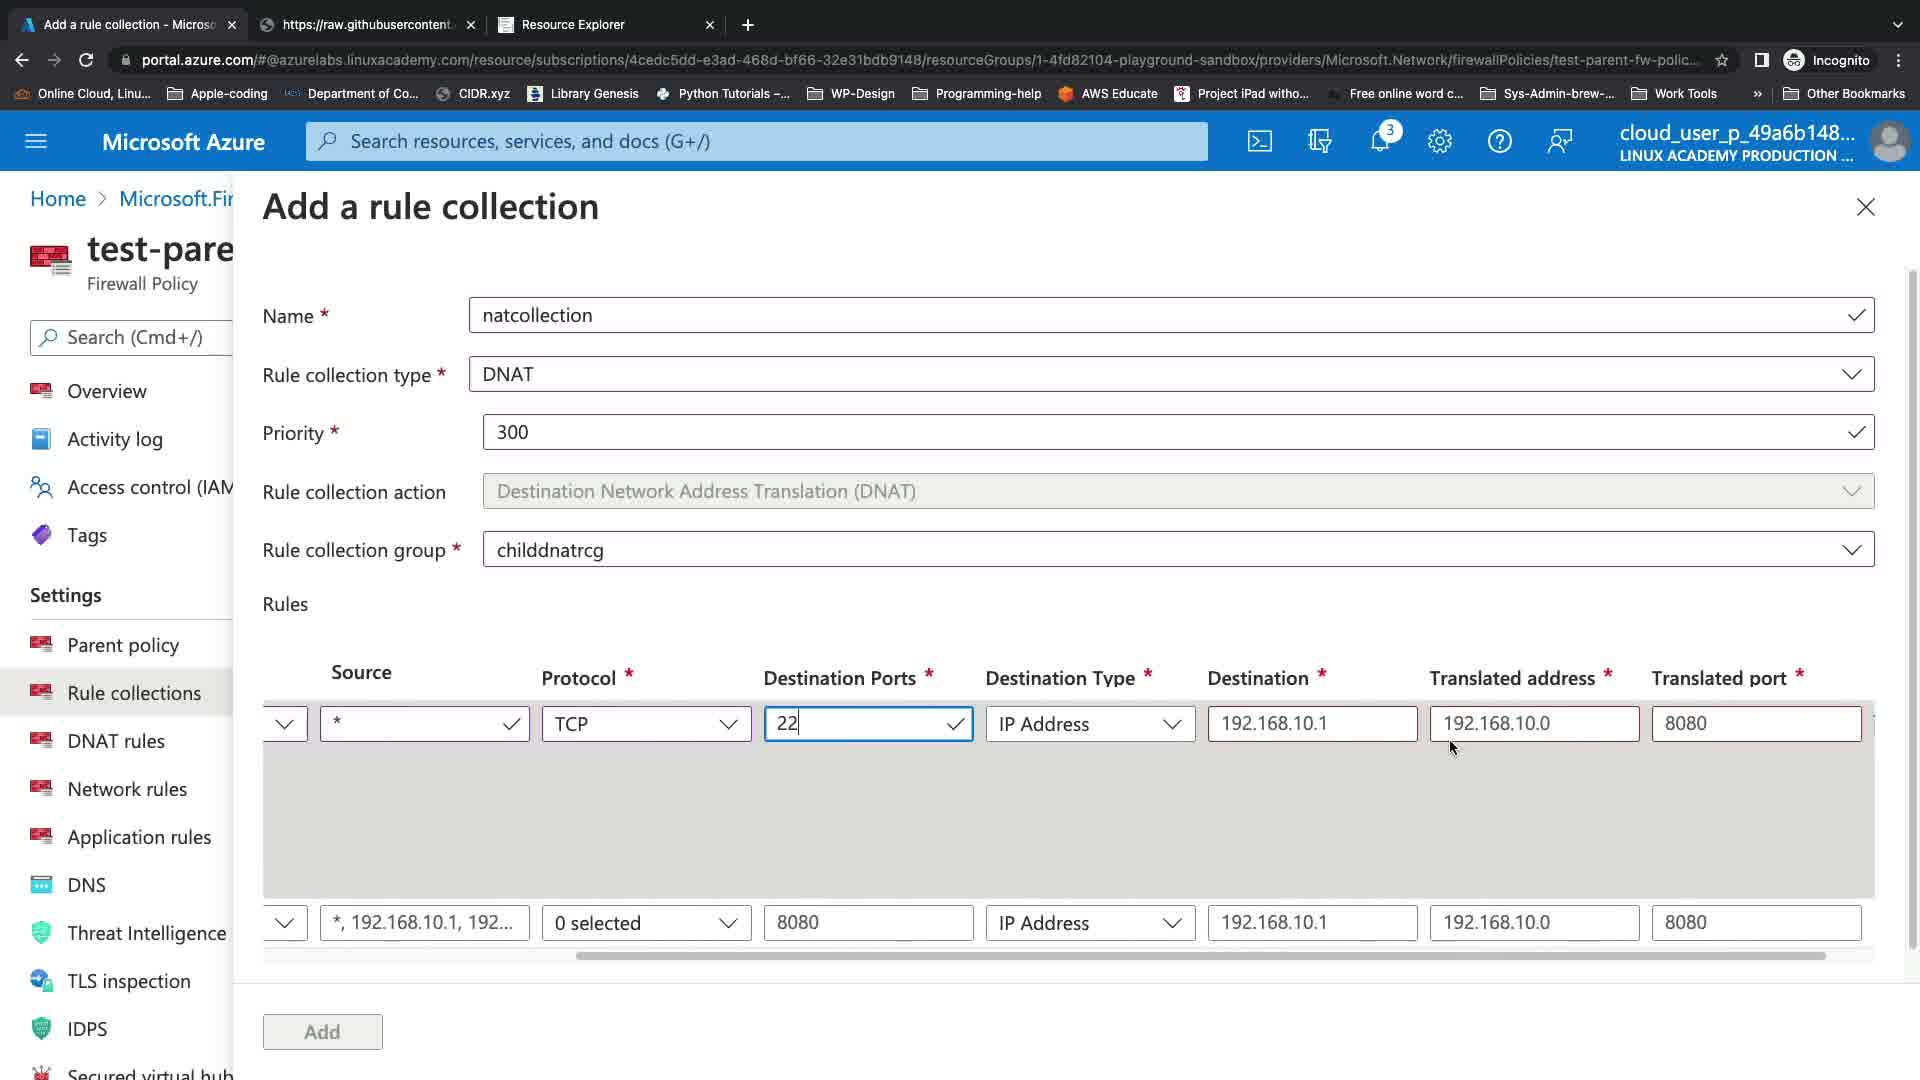 Add a rule collection - Micros
https://raw.githubusercontent
Resource Explorer
portal.azure.com/#@azurelabs.linuxacademy.com/resource/subscriptions/4cedc5dd-e3ad-468d-bf66-32e31bdb9148/resourceGroups/1-4fd82104-playground-sandbox/providers/Microsoft.Network/firewallPolicies/test-parent-fw-polic...
Incognito
Online Cloud, Linu...
Apple-coding
Department of Co...
CIDR.xyz
Library Genesis
Python Tutorials –...
WP-Design
Programming-help
AWS Educate
Project iPad witho...
Free online word c...
Sys-Admin-brew-...
Work Tools
»
Other Bookmarks
Microsoft Azure
Search resources, services, and docs (G+/)
3
cloud_user_p_49a6b148...
LINUX ACADEMY PRODUCTION ...
Home > Microsoft.Fir
test-pare
Firewall Policy
Search (Cmd+/)
Overview
Activity log
Access control (IAM
Tags
Settings
Parent policy
Rule collections
DNAT rules
Network rules
Application rules
DNS
Threat Intelligence
TLS inspection
IDPS
Secured virtual hub
Add a rule collection
Name * natcollection
Rule collection type * DNAT
Priority * 300
Rule collection action Destination Network Address Translation (DNAT)
Rule collection group * childdnatrcg
Rules
Source Protocol * Destination Ports * Destination Type * Destination * Translated address * Translated port *
* TCP 22 IP Address 192.168.10.1 192.168.10.0 8080
*, 192.168.10.1, 192... 0 selected 8080 IP Address 192.168.10.1 192.168.10.0 8080
Add